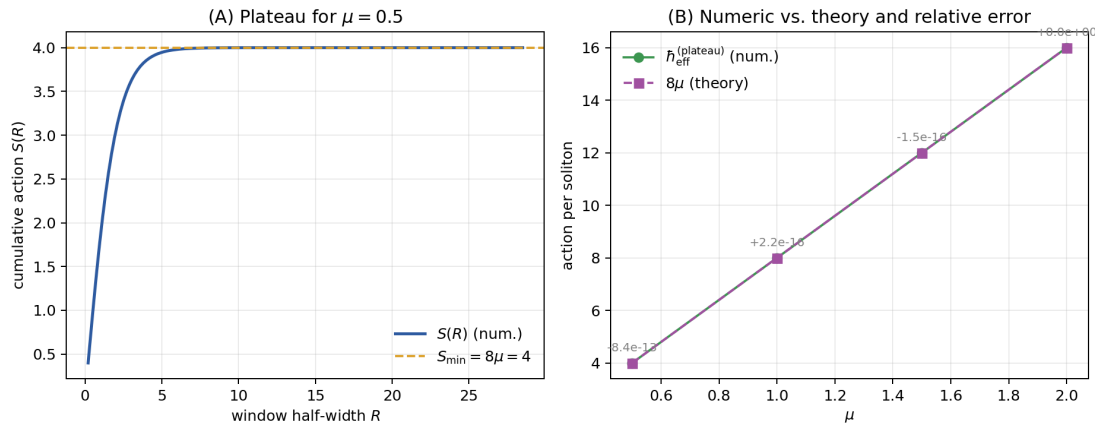 (A) Plateau for μ = 0.5
cumulative action S(R)
4.0
3.5
3.0
2.5
2.0
1.5
1.0
0.5
S(R) (num.)
S_min = 8μ = 4
0 5 10 15 20 25
window half-width R
(B) Numeric vs. theory and relative error
action per soliton
16
14
12
10
8
6
4
ℏ_eff^(plateau) (num.)
8μ (theory)
+0.0e+00
-1.5e-16
+2.2e-16
-8.4e-13
0.6 0.8 1.0 1.2 1.4 1.6 1.8 2.0
μ